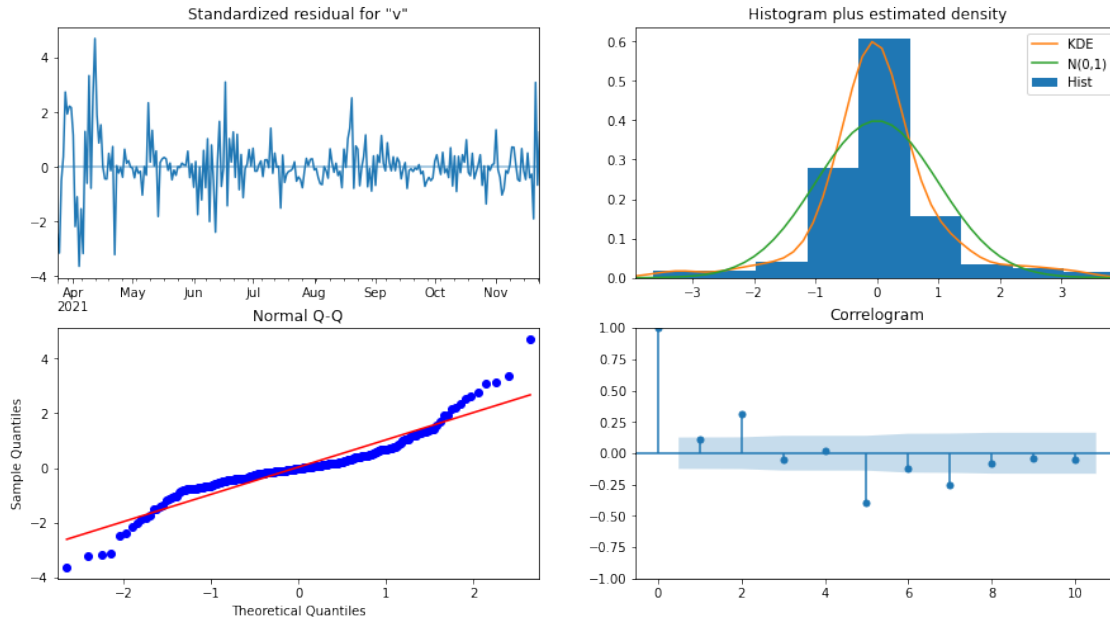 Standardized residual for "v"
4
2
0
−2
−4
Apr
2021
May
Jun
Jul
Aug
Sep
Oct
Nov
Histogram plus estimated density
0.6
0.5
0.4
0.3
0.2
0.1
0.0
KDE
N(0,1)
Hist
−3
−2
−1
0
1
2
3
Normal Q-Q
Sample Quantiles
4
2
0
−2
−4
−2
−1
0
1
2
Theoretical Quantiles
Correlogram
1.00
0.75
0.50
0.25
0.00
−0.25
−0.50
−0.75
−1.00
0
2
4
6
8
10